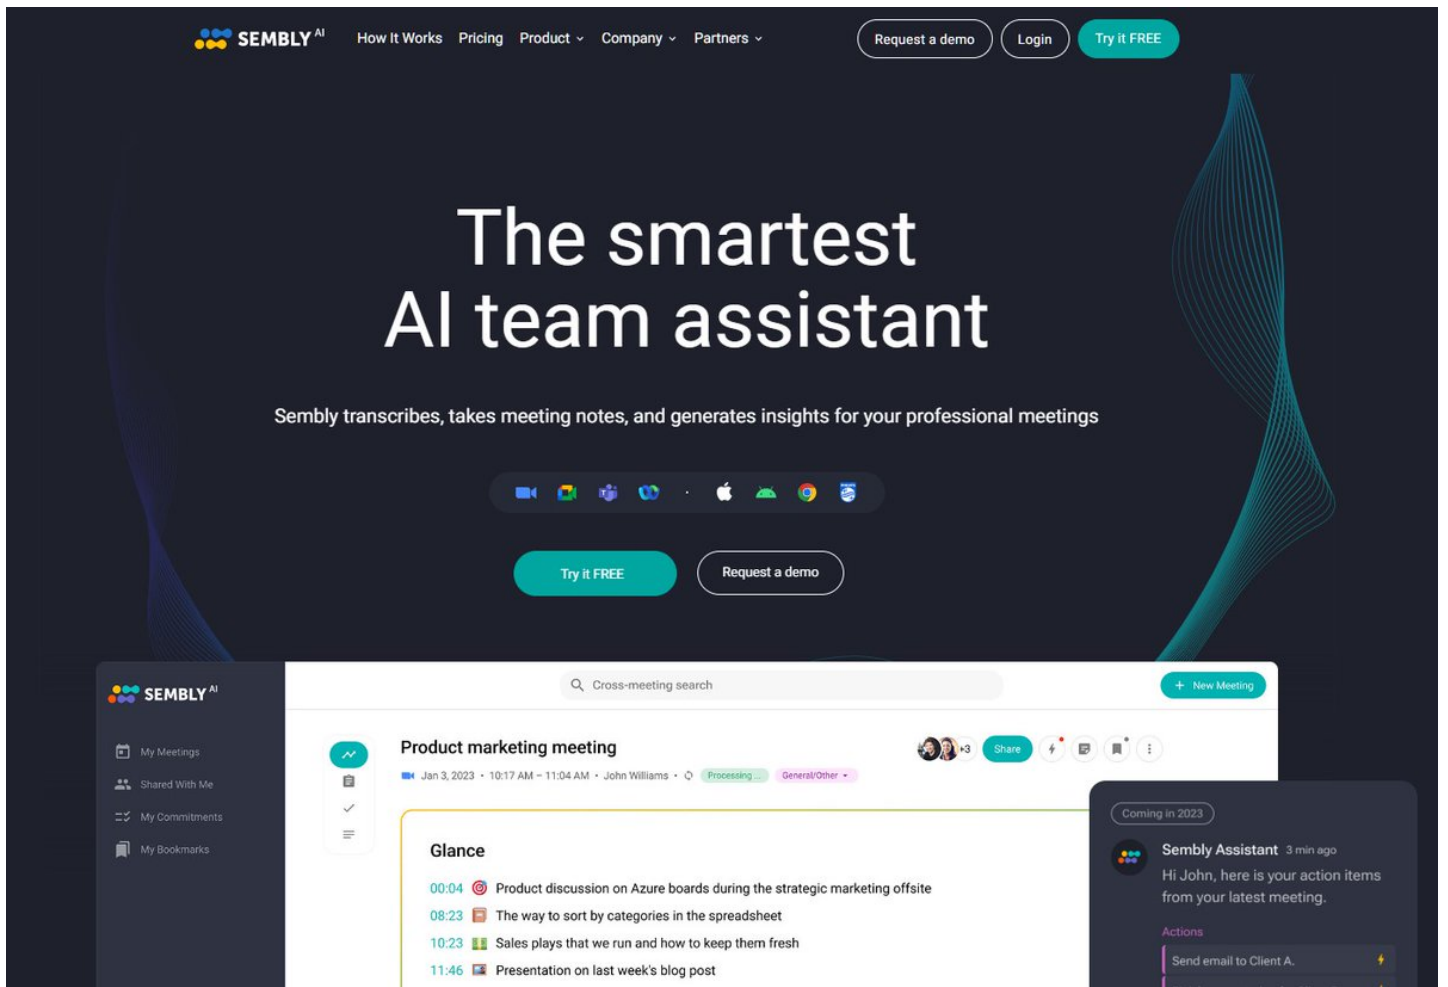 SEMBLY AI
How It Works Pricing Product Company Partners
Request a demo Login Try it FREE
The smartest
AI team assistant
Sembly transcribes, takes meeting notes, and generates insights for your professional meetings
Try it FREE Request a demo
SEMBLY AI
Cross-meeting search
+ New Meeting
My Meetings
Shared With Me
My Commitments
My Bookmarks
Product marketing meeting
+3 Share
Jan 3, 2023 • 10:17 AM – 11:04 AM • John Williams • Processing ... General/Other
Glance
00:04 Product discussion on Azure boards during the strategic marketing offsite
08:23 The way to sort by categories in the spreadsheet
10:23 Sales plays that we run and how to keep them fresh
11:46 Presentation on last week's blog post
Coming in 2023
Sembly Assistant 3 min ago
Hi John, here is your action items
from your latest meeting.
Actions
Send email to Client A.